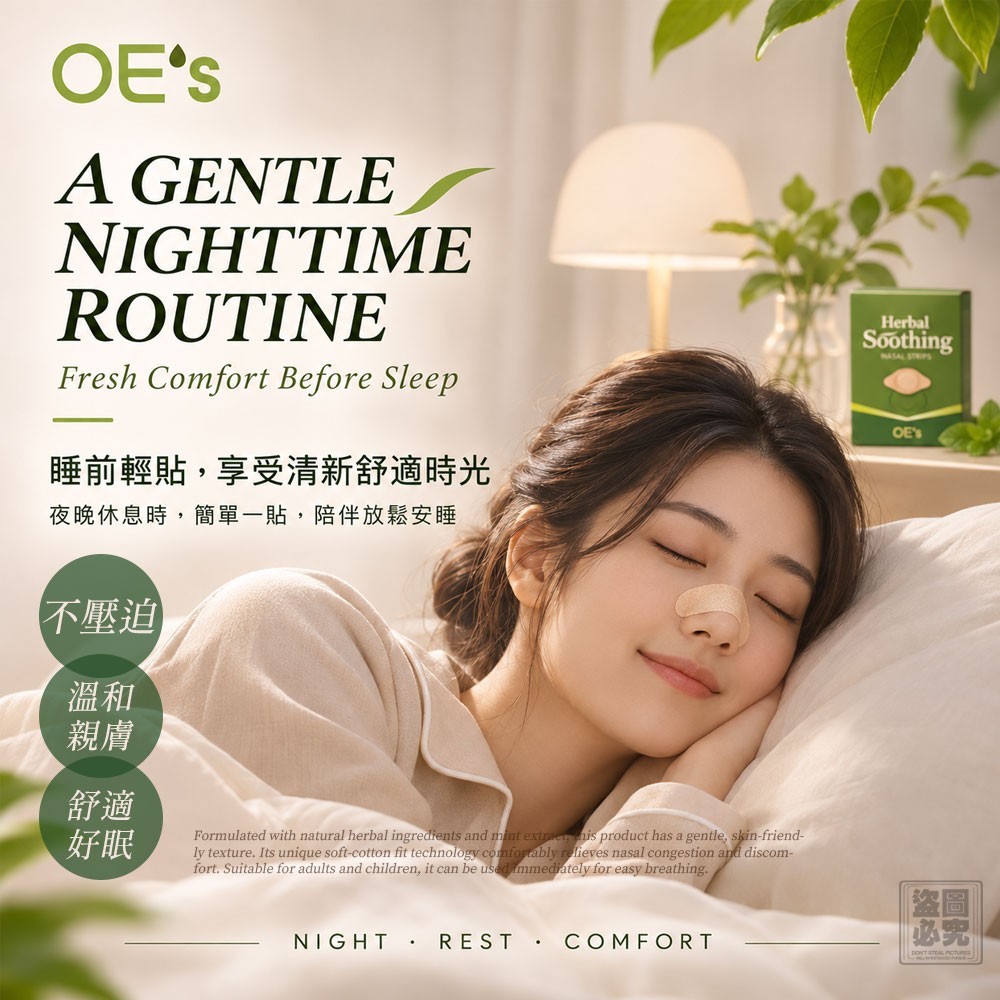 OE's
A GENTLE
NIGHTTIME
ROUTINE
Fresh Comfort Before Sleep
睡前輕貼，享受清新舒適時光
夜晚休息時，簡單一貼，陪伴放鬆安睡
不壓迫
溫和
親膚
舒適
好眠
Herbal
Soothing
NASAL STRIPS
OE's
Formulated with natural herbal ingredients and mint extract, this product has a gentle, skin-friend-
ly texture. Its unique soft-cotton fit technology comfortably relieves nasal congestion and discom-
fort. Suitable for adults and children, it can be used immediately for easy breathing.
NIGHT · REST · COMFORT
盜圖
必究
DON'T STEAL PICTURES